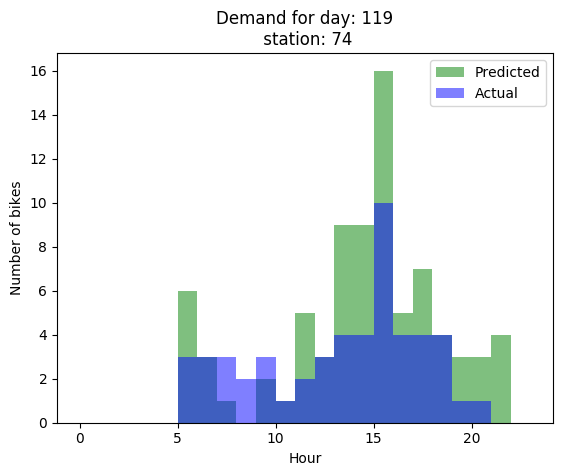 Demand for day: 119
station: 74
Predicted
Actual
Number of bikes
16
14
12
10
8
6
4
2
0
0 5 10 15 20
Hour